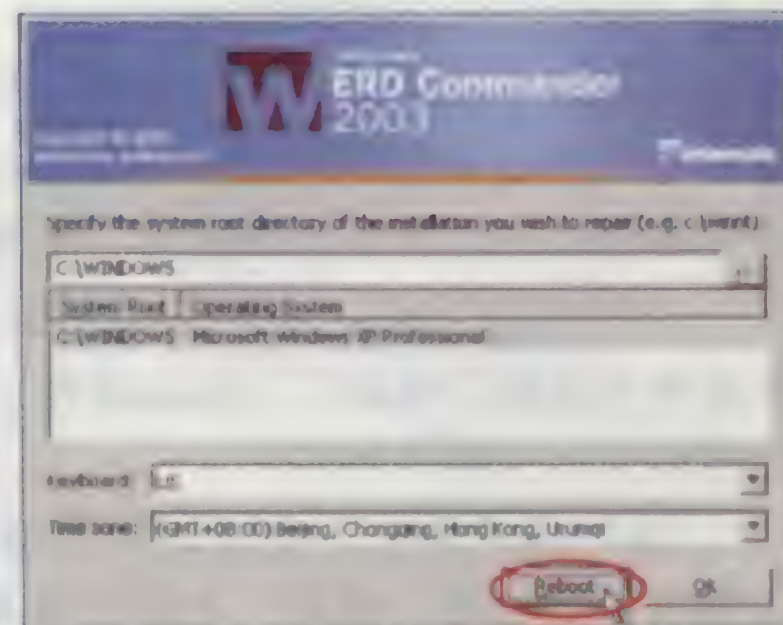 W
ERD Commander
2003
Specify the system root directory of the installation you wish to repair (e.g. c:\winnt)
C:\WINDOWS
System Root Operating System
C:\WINDOWS Microsoft Windows XP Professional
Keyboard:
Time zone: (GMT+08:00) Beijing, Chongqing, Hong Kong, Urumqi
Reboot OK